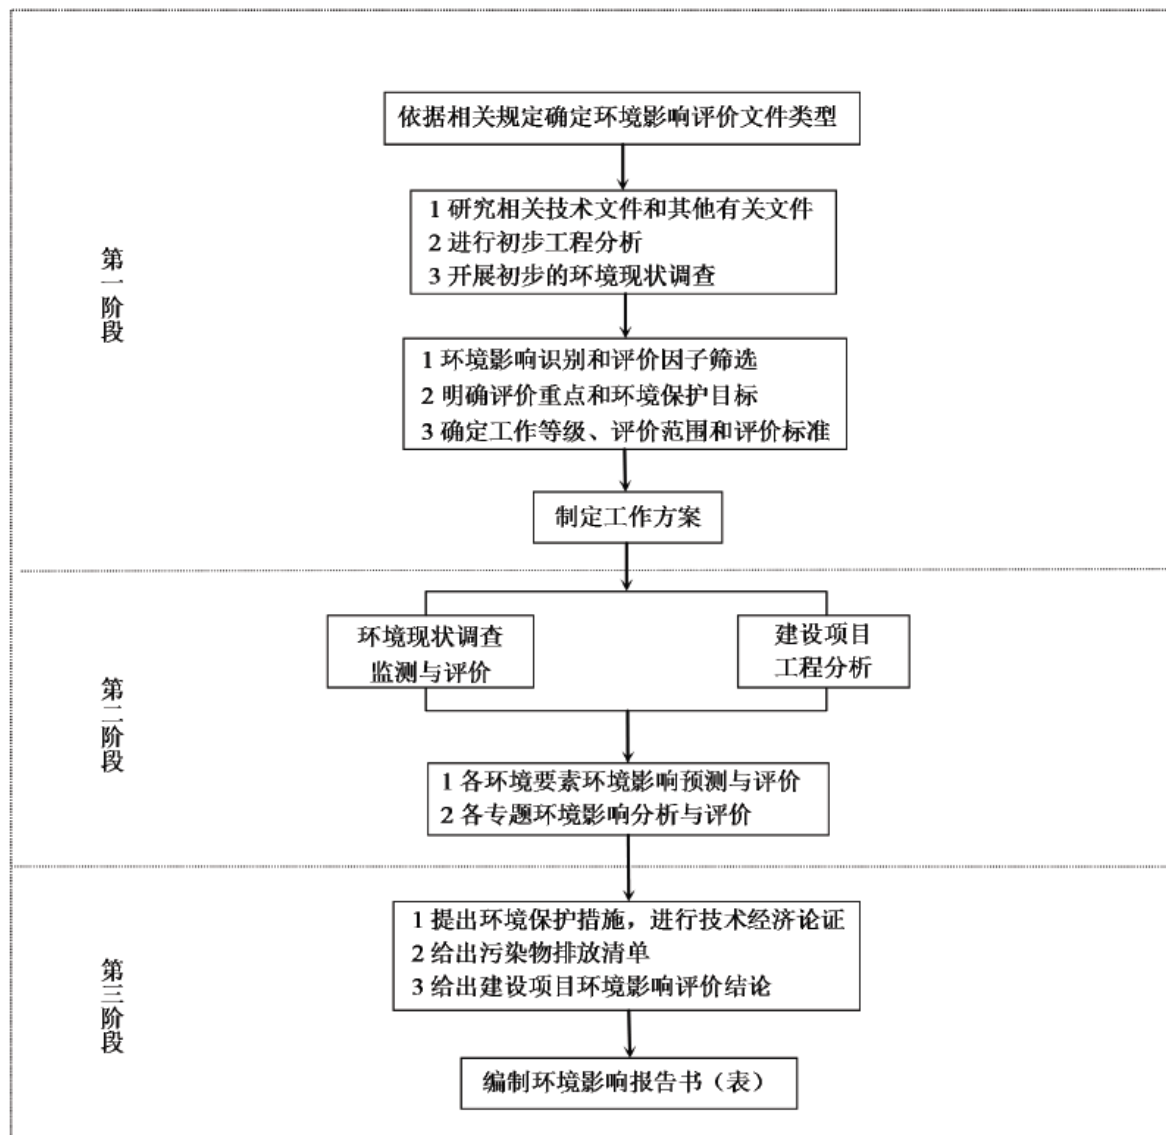 依据相关规定确定环境影响评价文件类型
1 研究相关技术文件和其他有关文件
2 进行初步工程分析
3 开展初步的环境现状调查
第一阶段
1 环境影响识别和评价因子筛选
2 明确评价重点和环境保护目标
3 确定工作等级、评价范围和评价标准
制定工作方案
环境现状调查
监测与评价
建设项目
工程分析
第二阶段
1 各环境要素环境影响预测与评价
2 各专题环境影响分析与评价
1 提出环境保护措施，进行技术经济论证
2 给出污染物排放清单
3 给出建设项目环境影响评价结论
第三阶段
编制环境影响报告书（表）